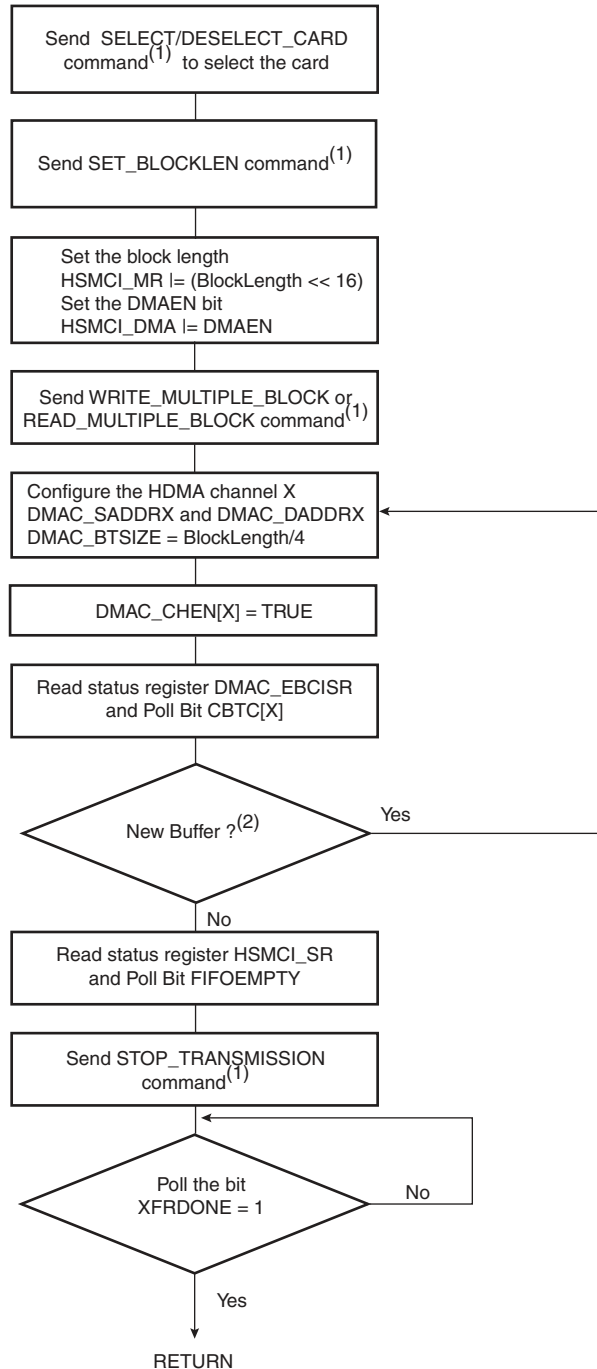 Send SELECT/DESELECT_CARD
command(1) to select the card
Send SET_BLOCKLEN command(1)
Set the block length
HSMCI_MR |= (BlockLength << 16)
Set the DMAEN bit
HSMCI_DMA |= DMAEN
Send WRITE_MULTIPLE_BLOCK or
READ_MULTIPLE_BLOCK command(1)
Configure the HDMA channel X
DMAC_SADDRX and DMAC_DADDRX
DMAC_BTSIZE = BlockLength/4
DMAC_CHEN[X] = TRUE
Read status register DMAC_EBCISR
and Poll Bit CBTC[X]
New Buffer ?(2)
Yes
No
Read status register HSMCI_SR
and Poll Bit FIFOEMPTY
Send STOP_TRANSMISSION
command(1)
Poll the bit
XFRDONE = 1
No
Yes
RETURN